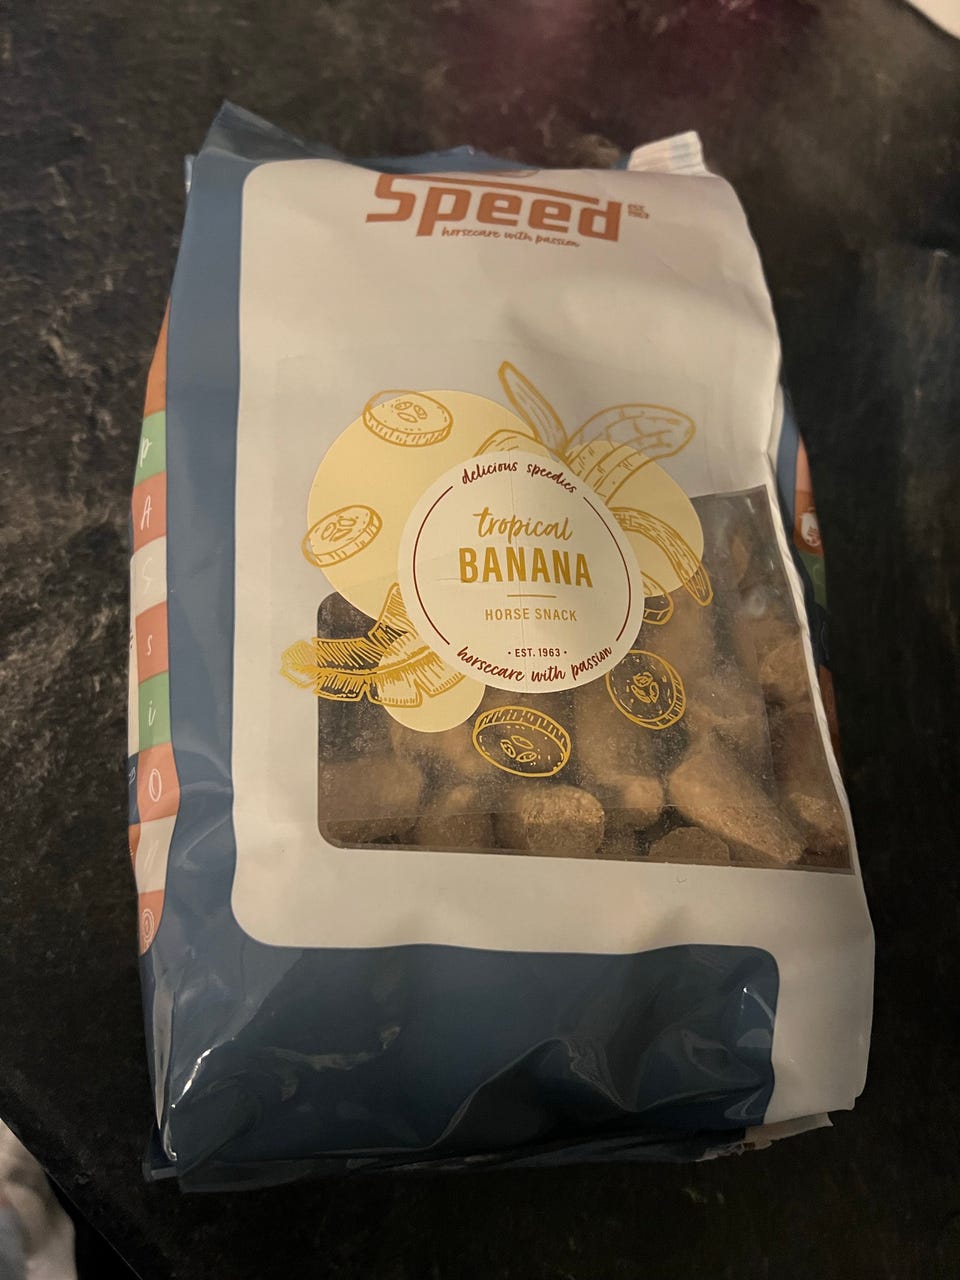 Speed
EST.
1963
horsecare with passion
delicious speedies
tropical
BANANA
HORSE SNACK
• EST. 1963 •
horsecare with passion
p
A
S
s
i
O
n